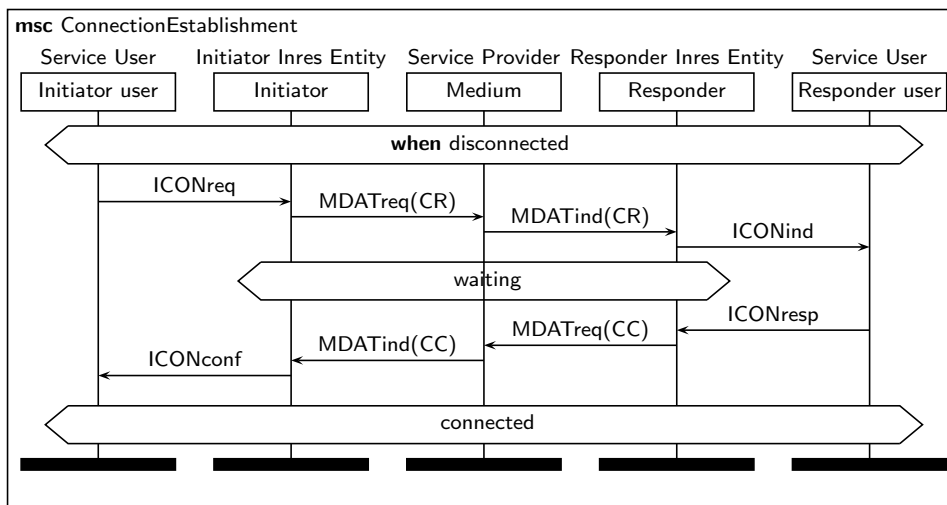 msc ConnectionEstablishment
Service User Initiator Inres Entity Service Provider Responder Inres Entity Service User
Initiator user Initiator Medium Responder Responder user
when disconnected
ICONreq
MDATreq(CR)
MDATind(CR)
ICONind
waiting
ICONresp
MDATreq(CC)
MDATind(CC)
ICONconf
connected